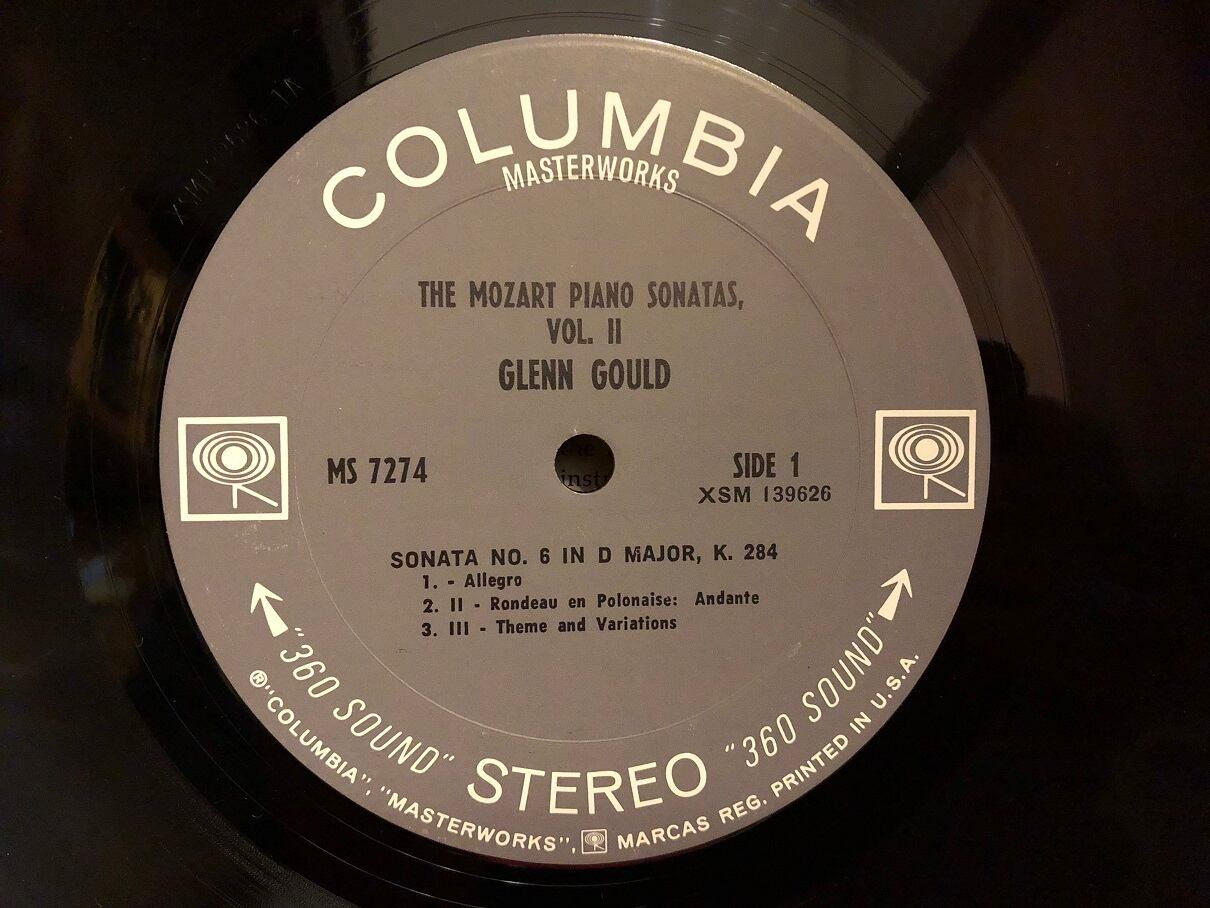 COLUMBIA
MASTERWORKS
THE MOZART PIANO SONATAS,
VOL. II
GLENN GOULD
MS 7274
SIDE 1
XSM 139626
the
instr
SONATA NO. 6 IN D MAJOR, K. 284
1. - Allegro
2. II - Rondeau en Polonaise: Andante
3. III - Theme and Variations
"360 SOUND" STEREO "360 SOUND"
®"COLUMBIA", "MASTERWORKS", MARCAS REG. PRINTED IN U.S.A.